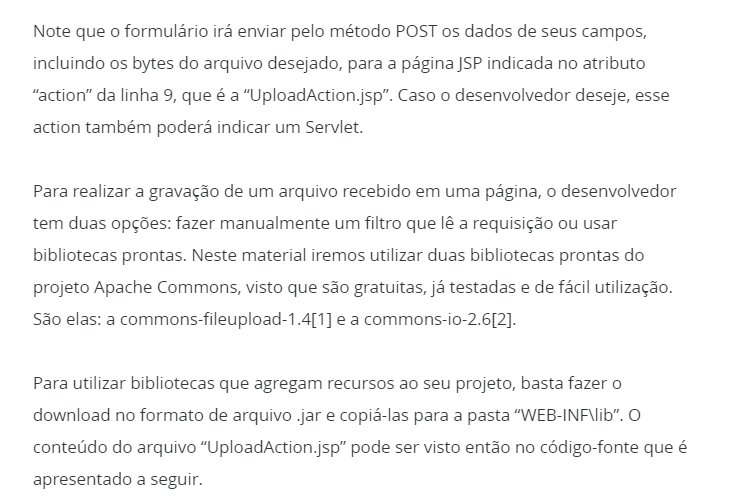 Note que o formulário irá enviar pelo método POST os dados de seus campos,
incluindo os bytes do arquivo desejado, para a página JSP indicada no atributo
“action” da linha 9, que é a “UploadAction.jsp”. Caso o desenvolvedor deseje, esse
action também poderá indicar um Servlet.
Para realizar a gravação de um arquivo recebido em uma página, o desenvolvedor
tem duas opções: fazer manualmente um filtro que lê a requisição ou usar
bibliotecas prontas. Neste material iremos utilizar duas bibliotecas prontas do
projeto Apache Commons, visto que são gratuitas, já testadas e de fácil utilização.
São elas: a commons-fileupload-1.4[1] e a commons-io-2.6[2].
Para utilizar bibliotecas que agregam recursos ao seu projeto, basta fazer o
download no formato de arquivo .jar e copiá-las para a pasta “WEB-INF\lib”. O
conteúdo do arquivo “UploadAction.jsp” pode ser visto então no código-fonte que é
apresentado a seguir.